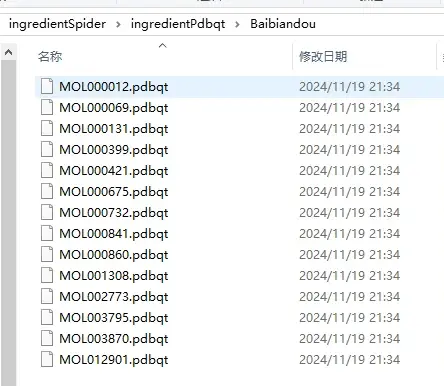 ingredientSpider > ingredientPdbqt > Baibiandou
名称 修改日期
MOL000012.pdbqt 2024/11/19 21:34
MOL000069.pdbqt 2024/11/19 21:34
MOL000131.pdbqt 2024/11/19 21:34
MOL000399.pdbqt 2024/11/19 21:34
MOL000421.pdbqt 2024/11/19 21:34
MOL000675.pdbqt 2024/11/19 21:34
MOL000732.pdbqt 2024/11/19 21:34
MOL000841.pdbqt 2024/11/19 21:34
MOL000860.pdbqt 2024/11/19 21:34
MOL001308.pdbqt 2024/11/19 21:34
MOL002773.pdbqt 2024/11/19 21:34
MOL003795.pdbqt 2024/11/19 21:34
MOL003870.pdbqt 2024/11/19 21:34
MOL012901.pdbqt 2024/11/19 21:34